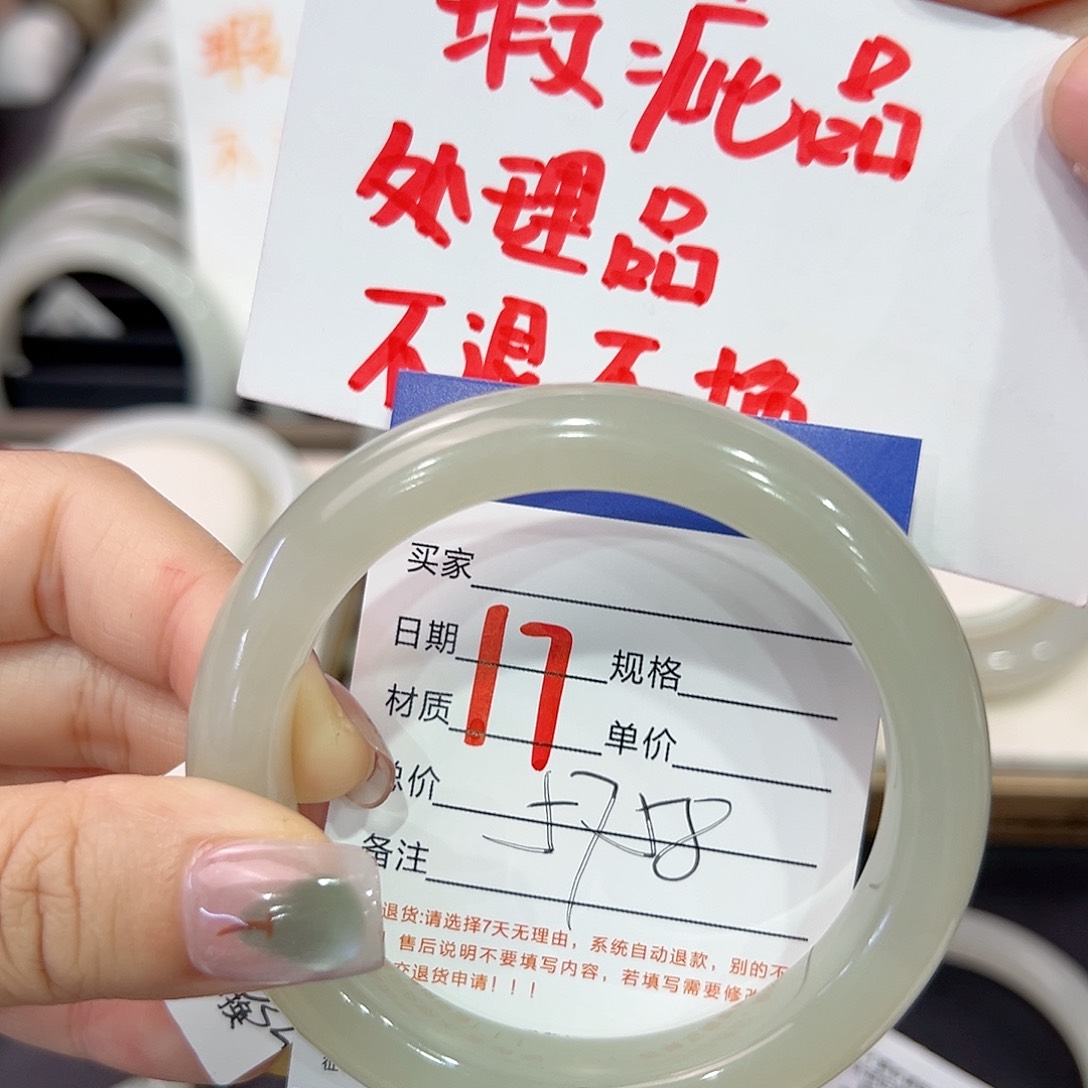 瑕疵品
处理品
不退不换
买家
日期 17 规格
材质 单价
总价
备注
退货:请选择7天无理由，系统自动退款，别的不
售后说明不要填写内容，若填写需要修改
交退货申请！！！
换